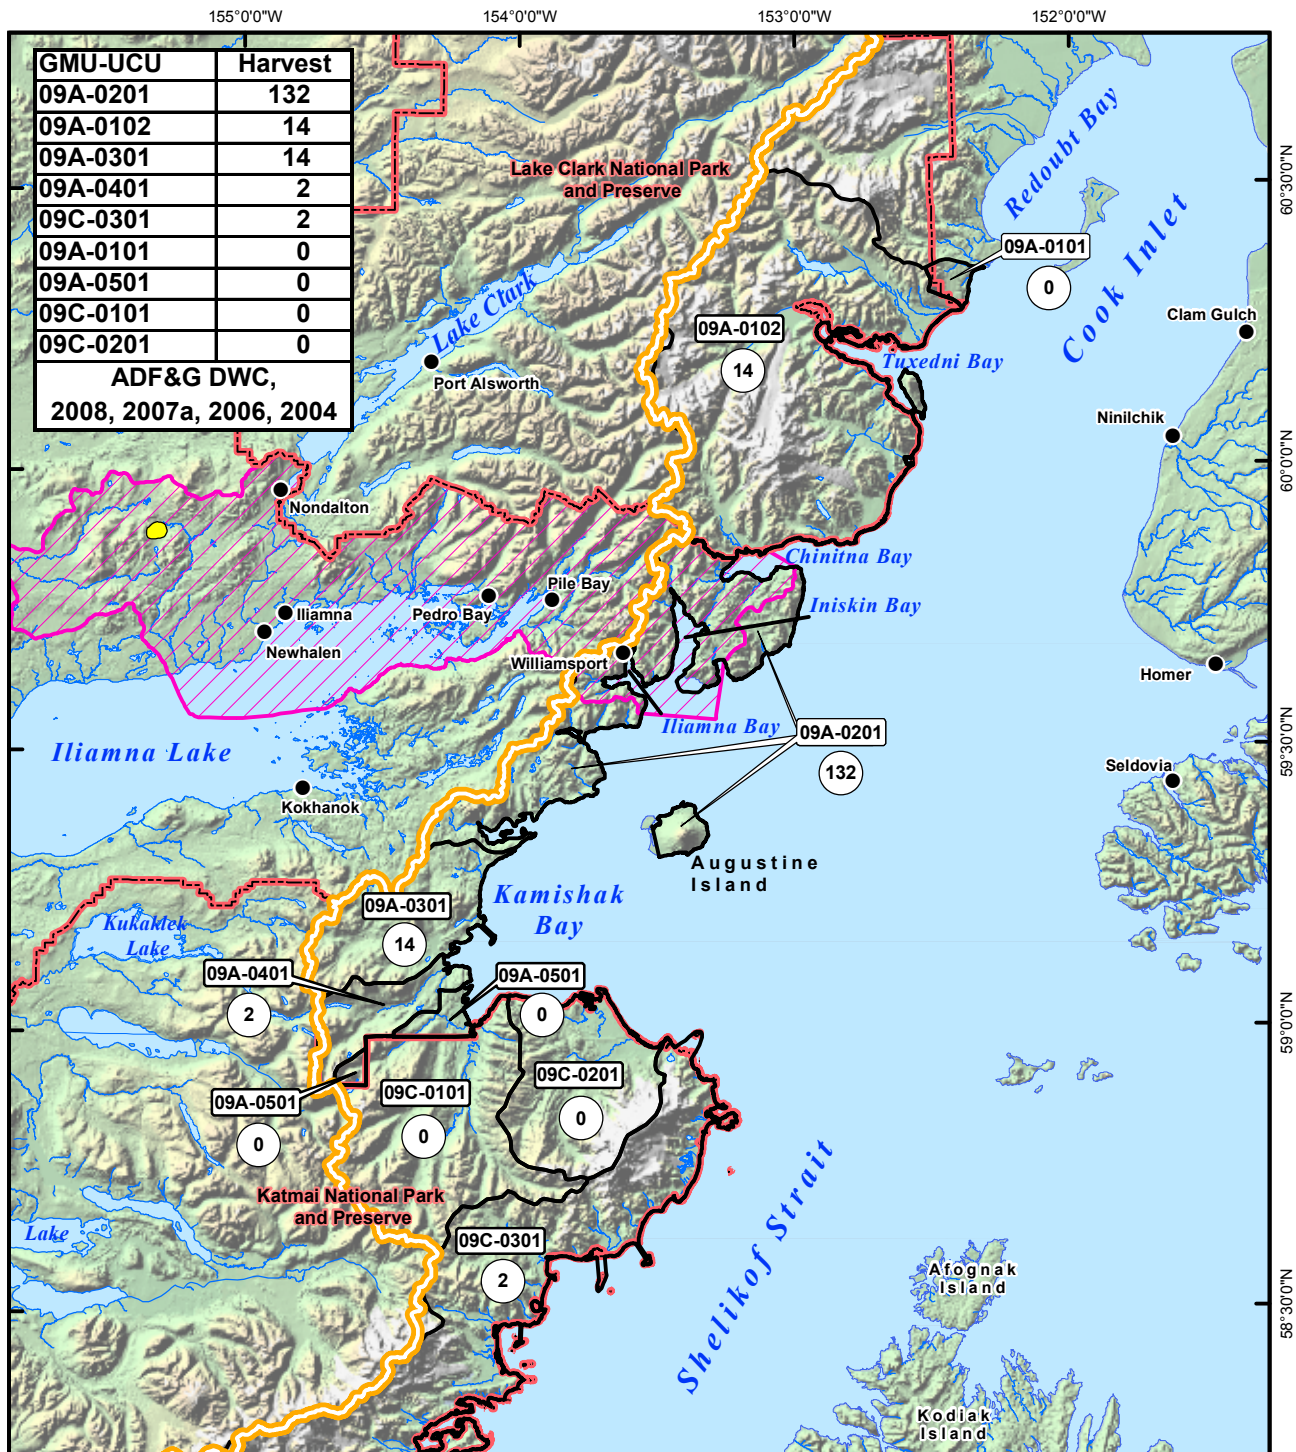 155°0'0"W
154°0'0"W
153°0'0"W
152°0'0"W
GMU-UCU Harvest
09A-0201 132
09A-0102 14
09A-0301 14
09A-0401 2
09C-0301 2
09A-0101 0
09A-0501 0
09C-0101 0
09C-0201 0
ADF&G DWC,
2008, 2007a, 2006, 2004
Lake Clark National Park
and Preserve
Redoubt Bay
60°30'0"N
Cook Inlet
09A-0101
0
Clam Gulch
Lake Clark
09A-0102
14
Tuxedni Bay
Port Alsworth
Ninilchik
60°0'0"N
Nondalton
Chinitna Bay
Pile Bay
Iniskin Bay
Iliamna
Pedro Bay
Newhalen
Williamsport
Homer
Iliamna Bay
09A-0201
132
59°30'0"N
Iliamna Lake
Seldovia
Kokhanok
Augustine
Island
Kamishak
Bay
09A-0301
14
Kukaklek
Lake
09A-0401
2
09A-0501
0
59°0'0"N
09C-0201
0
09A-0501
0
09C-0101
0
Katmai National Park
and Preserve
Lake
09C-0301
2
Shelikof Strait
Afognak
Island
58°30'0"N
Kodiak
Island